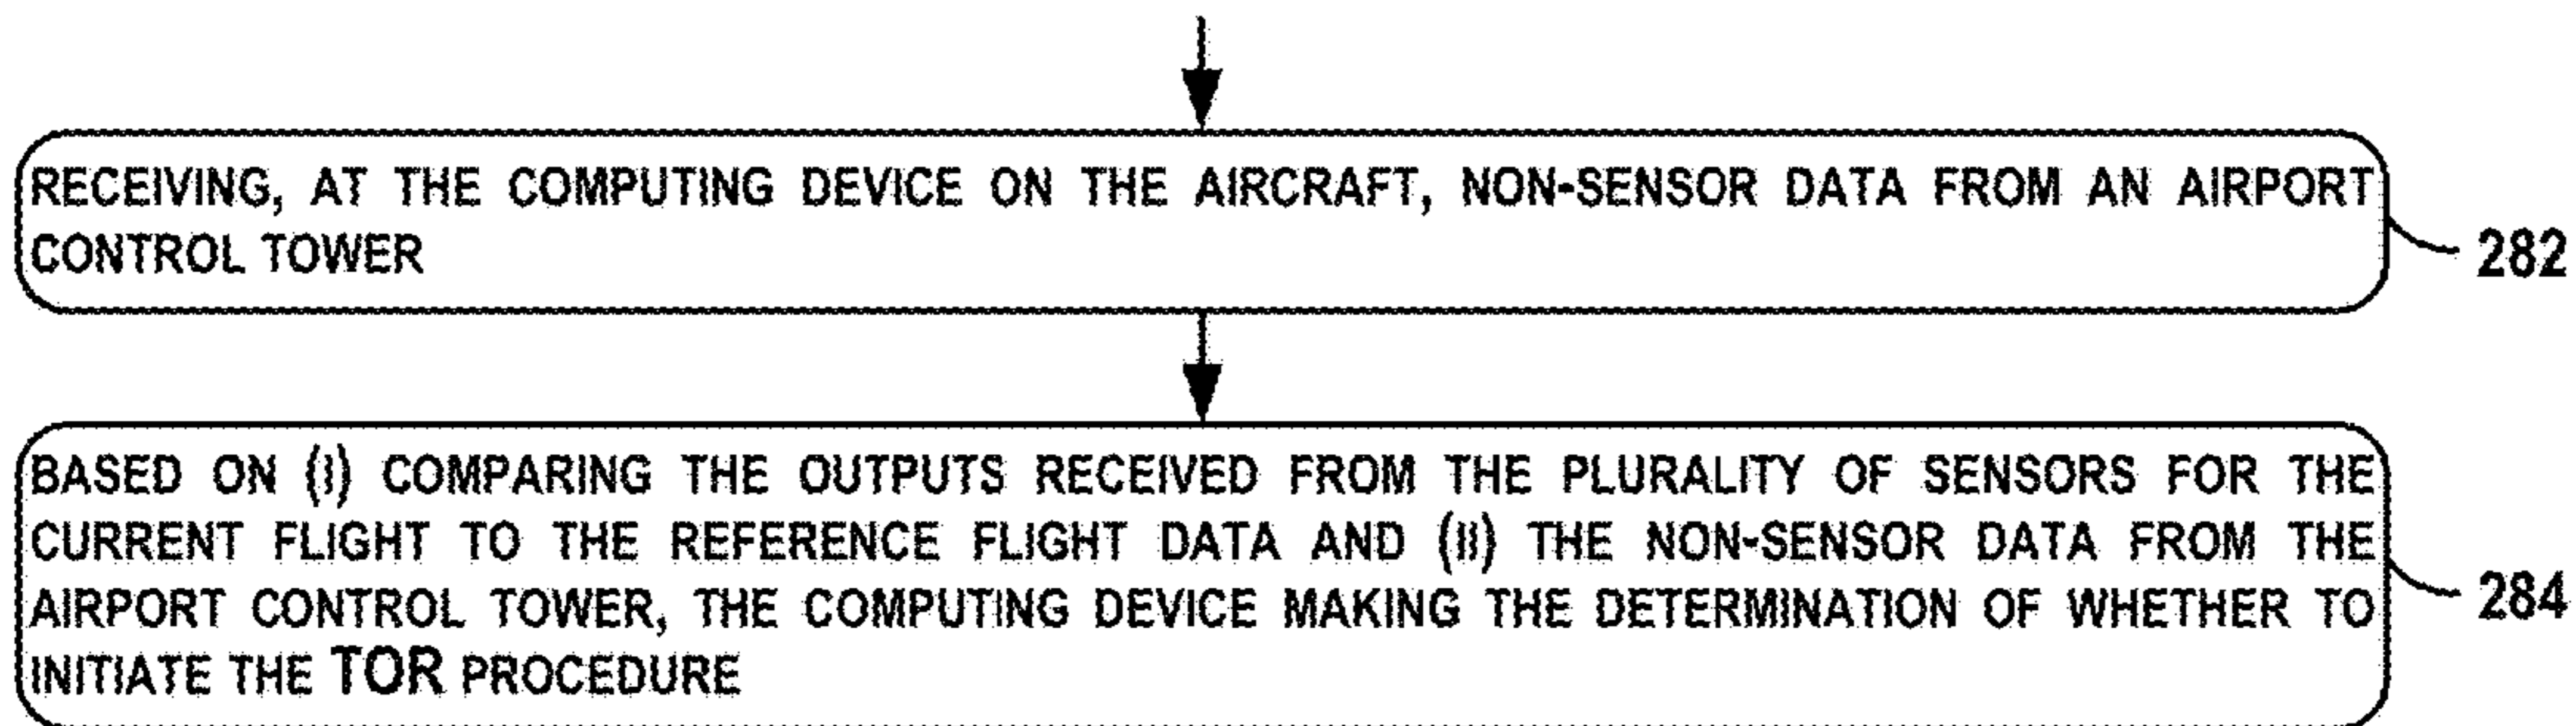 RECEIVING, AT THE COMPUTING DEVICE ON THE AIRCRAFT, NON-SENSOR DATA FROM AN AIRPORT
CONTROL TOWER
282
BASED ON (I) COMPARING THE OUTPUTS RECEIVED FROM THE PLURALITY OF SENSORS FOR THE
CURRENT FLIGHT TO THE REFERENCE FLIGHT DATA AND (II) THE NON-SENSOR DATA FROM THE
AIRPORT CONTROL TOWER, THE COMPUTING DEVICE MAKING THE DETERMINATION OF WHETHER TO
INITIATE THE TOR PROCEDURE
284